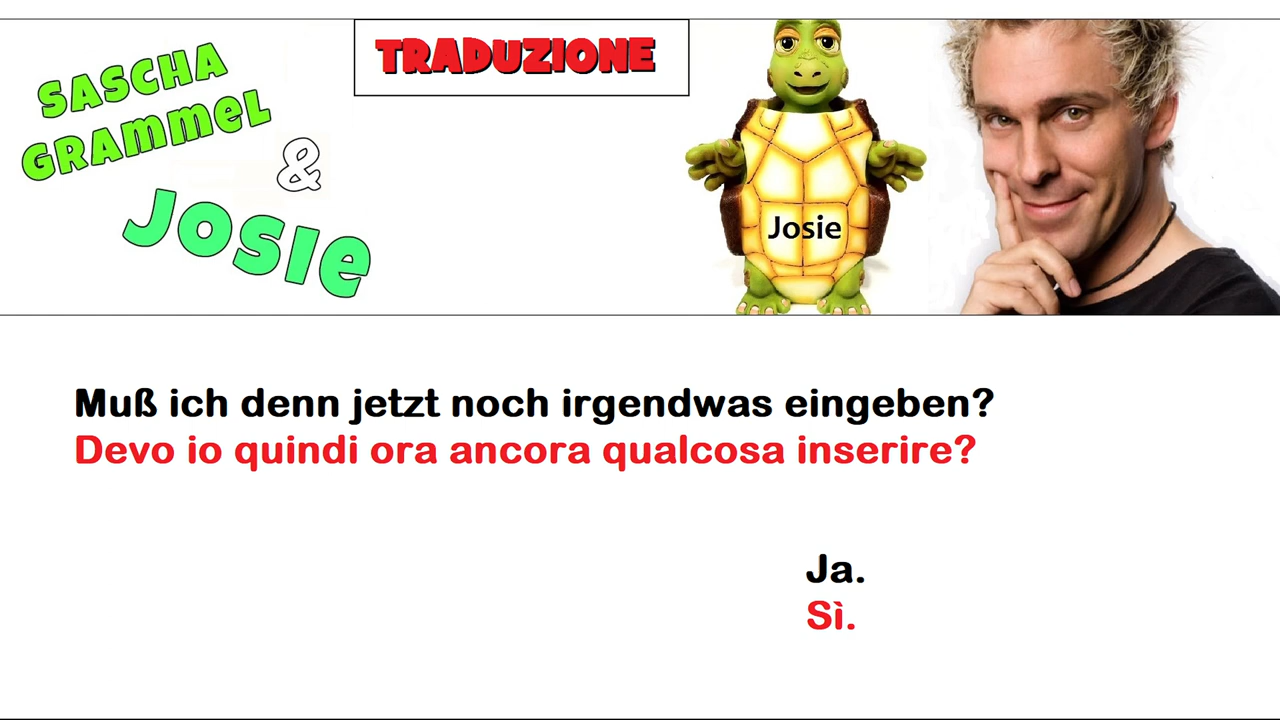 SASCHA
GRAMMEL
&
JOSIE
TRADUZIONE
Josie
Muß ich denn jetzt noch irgendwas eingeben?
Devo io quindi ora ancora qualcosa inserire?
Ja.
Sì.